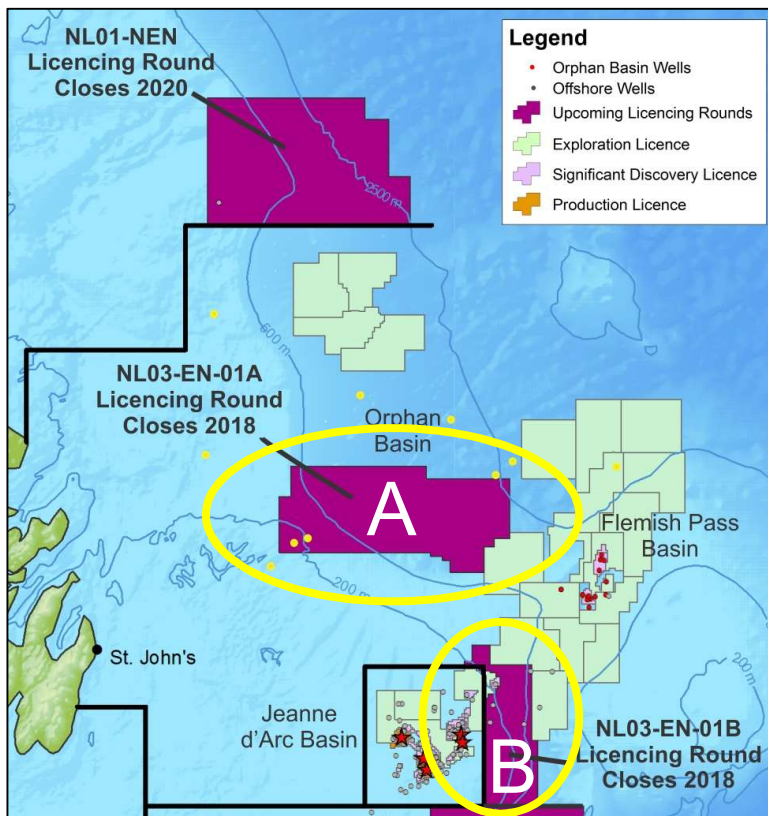 NL01-NEN
Licencing Round
Closes 2020
Legend
Orphan Basin Wells
Offshore Wells
Upcoming Licencing Rounds
Exploration Licence
Significant Discovery Licence
Production Licence
2500 m
500 m
NL03-EN-01A
Licencing Round
Closes 2018
Orphan
Basin
A
Flemish Pass
Basin
200 m
St. John's
200 m
Jeanne
d'Arc Basin
B
NL03-EN-01B
Licencing Round
Closes 2018